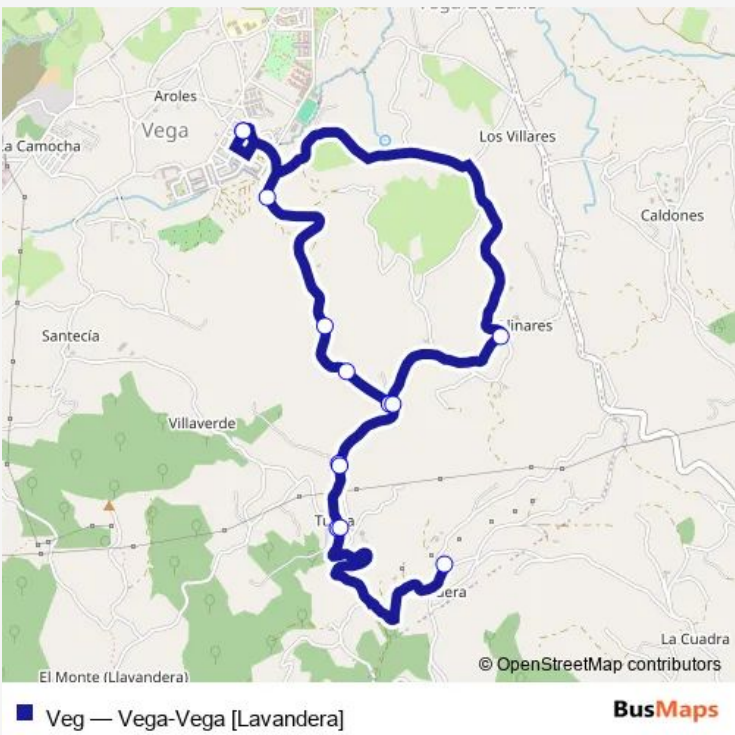 Aroles
Vega
La Camocha
Los Villares
Caldones
Santecía
Villaverde
La Cuadra
El Monte (Llavandera)
© OpenStreetMap contributors
Veg — Vega-Vega [Lavandera]
BusMaps